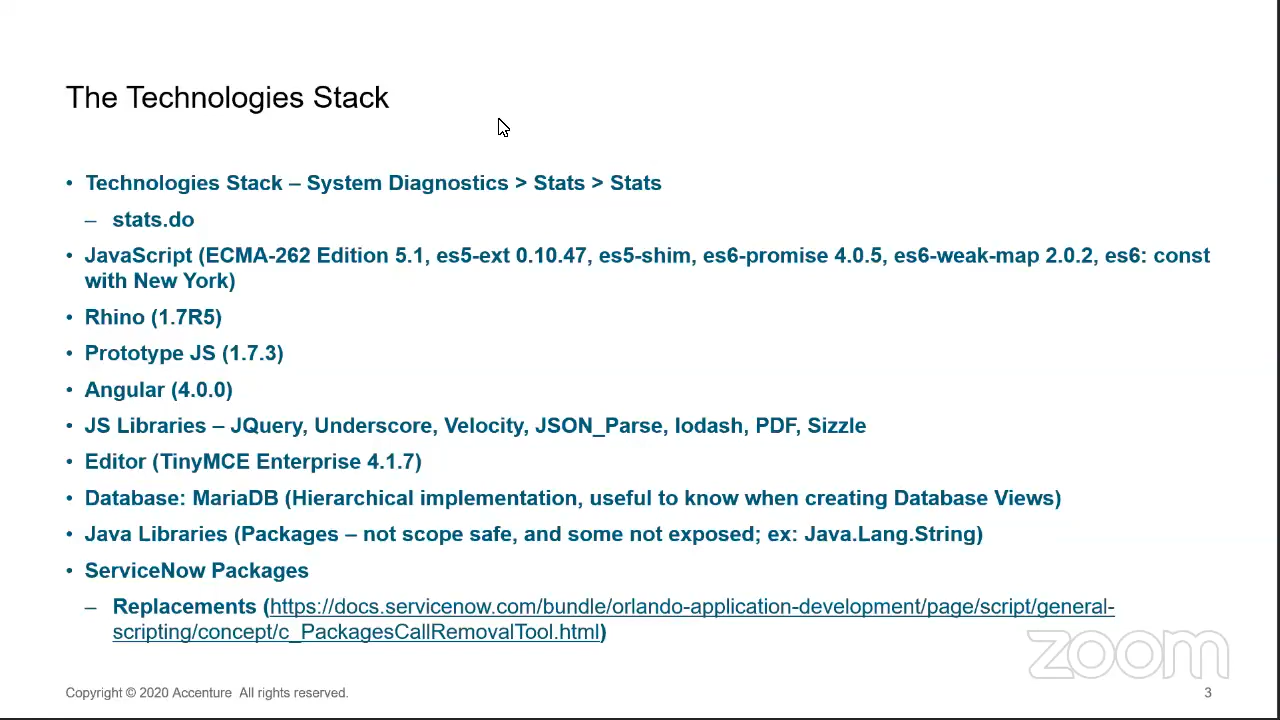 The Technologies Stack
• Technologies Stack – System Diagnostics > Stats > Stats
– stats.do
• JavaScript (ECMA-262 Edition 5.1, es5-ext 0.10.47, es5-shim, es6-promise 4.0.5, es6-weak-map 2.0.2, es6: const
with New York)
• Rhino (1.7R5)
• Prototype JS (1.7.3)
• Angular (4.0.0)
• JS Libraries – JQuery, Underscore, Velocity, JSON_Parse, lodash, PDF, Sizzle
• Editor (TinyMCE Enterprise 4.1.7)
• Database: MariaDB (Hierarchical implementation, useful to know when creating Database Views)
• Java Libraries (Packages – not scope safe, and some not exposed; ex: Java.Lang.String)
• ServiceNow Packages
– Replacements (https://docs.servicenow.com/bundle/orlando-application-development/page/script/general-
scripting/concept/c_PackagesCallRemovalTool.html)
zoom
Copyright © 2020 Accenture All rights reserved.
3